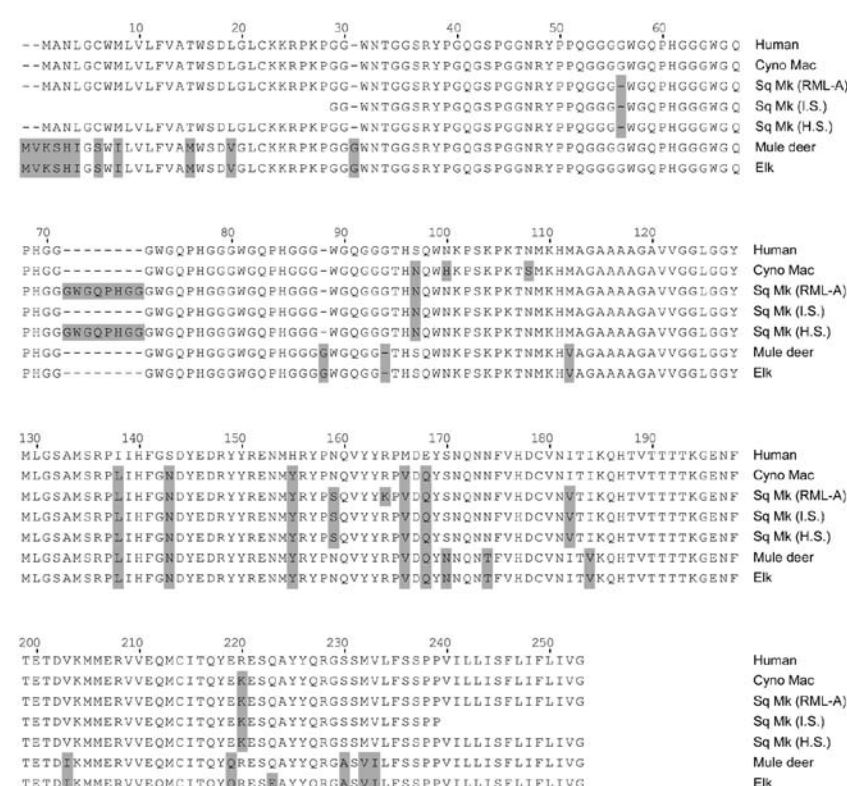 10 20 30 40 50 60
--MANLGCWMLVLFVATWSDLGLCKKRPKPGG-WNTGGSRYPGQGSPGGNRYPPQGGGGWGQPHGGGWGQ Human
--MANLGCWMLVLFVATWSDLGLCKKRPKPGG-WNTGGSRYPGQGSPGGNRYPPQGGGGWGQPHGGGWGQ Cyno Mac
--MANLGCWMLVLFVATWSDLGLCKKRPKPGG-WNTGGSRYPGQGSPGGNRYPPQGGG-WGQPHGGGWGQ Sq Mk (RML-A)
GG-WNTGGSRYPGQGSPGGNRYPPQGGG-WGQPHGGGWGQ Sq Mk (I.S.)
--MANLGCWMLVLFVATWSDLGLCKKRPKPGG-WNTGGSRYPGQGSPGGNRYPPQGGG-WGQPHGGGWGQ Sq Mk (H.S.)
MVKSHIGSWILVLFVAMWSDVGLCKKRPKPGGGWNTGGSRYPGQGSPGGNRYPPQGGGGWGQPHGGGWGQ Mule deer
MVKSHIGSWILVLFVAMWSDVGLCKKRPKPGGGWNTGGSRYPGQGSPGGNRYPPQGGGGWGQPHGGGWGQ Elk
70 80 90 100 110 120
PHGG--------GWGQPHGGGWGQPHGGG-WGQGGGTHSQWNKPSKPKTNMKHMAGAAAAGAVVGGLGGY Human
PHGG--------GWGQPHGGGWGQPHGGG-WGQGGGTHNQWHKPSKPKTSMKHMAGAAAAGAVVGGLGGY Cyno Mac
PHGGGWGQPHGGGWGQPHGGGWGQPHGGG-WGQGGGTHNQWNKPSKPKTNMKHMAGAAAAGAVVGGLGGY Sq Mk (RML-A)
PHGG--------GWGQPHGGGWGQPHGGG-WGQGGGTHNQWNKPSKPKTNMKHMAGAAAAGAVVGGLGGY Sq Mk (I.S.)
PHGGGWGQPHGGGWGQPHGGGWGQPHGGG-WGQGGGTHNQWNKPSKPKTNMKHMAGAAAAGAVVGGLGGY Sq Mk (H.S.)
PHGG--------GWGQPHGGGWGQPHGGGGWGQGG-THSQWNKPSKPKTNMKHVAGAAAAGAVVGGLGGY Mule deer
PHGG--------GWGQPHGGGWGQPHGGGGWGQGG-THSQWNKPSKPKTNMKHVAGAAAAGAVVGGLGGY Elk
130 140 150 160 170 180 190
MLGSAMSRPIIHFGSDYEDRYYRENMHRYPNQVYYRPMDEYSNQNNFVHDCVNITIKQHTVTTTTKGENF Human
MLGSAMSRPLIHFGNDYEDRYYRENMYRYPNQVYYRPVDQYSNQNNFVHDCVNITIKQHTVTTTTKGENF Cyno Mac
MLGSAMSRPLIHFGNDYEDRYYRENMYRYPSQVYYKPVDQYSNQNNFVHDCVNVTIKQHTVTTTTKGENF Sq Mk (RML-A)
MLGSAMSRPLIHFGNDYEDRYYRENMYRYPSQVYYRPVDQYSNQNNFVHDCVNVTIKQHTVTTTTKGENF Sq Mk (I.S.)
MLGSAMSRPLIHFGNDYEDRYYRENMYRYPSQVYYRPVDQYSNQNNFVHDCVNVTIKQHTVTTTTKGENF Sq Mk (H.S.)
MLGSAMSRPLIHFGNDYEDRYYRENMYRYPNQVYYRPVDQYNNQNTFVHDCVNITVKQHTVTTTTKGENF Mule deer
MLGSAMSRPLIHFGNDYEDRYYRENMYRYPNQVYYRPVDQYNNQNTFVHDCVNITVKQHTVTTTTKGENF Elk
200 210 220 230 240 250
TETDVKMMERVVEQMCITQYERESQAYYQRGSSMVLFSSPPVILLISFLIFLIVG Human
TETDVKMMERVVEQMCITQYEKESQAYYQRGSSMVLFSSPPVILLISFLIFLIVG Cyno Mac
TETDVKMMERVVEQMCITQYEKESQAYYQRGSSMVLFSSPPVILLISFLIFLIVG Sq Mk (RML-A)
TETDVKMMERVVEQMCITQYEKESQAYYQRGSSMVLFSSPP Sq Mk (I.S.)
TETDVKMMERVVEQMCITQYEKESQAYYQRGSSMVLFSSPPVILLISFLIFLIVG Sq Mk (H.S.)
TETDIKMMERVVEQMCITQYQRESQAYYQRGASVILFSSPPVILLISFLIFLIVG Mule deer
TETDIKMMERVVEQMCITQYQRESEAYYQRGASVILFSSPPVILLISFLIFLIVG Elk